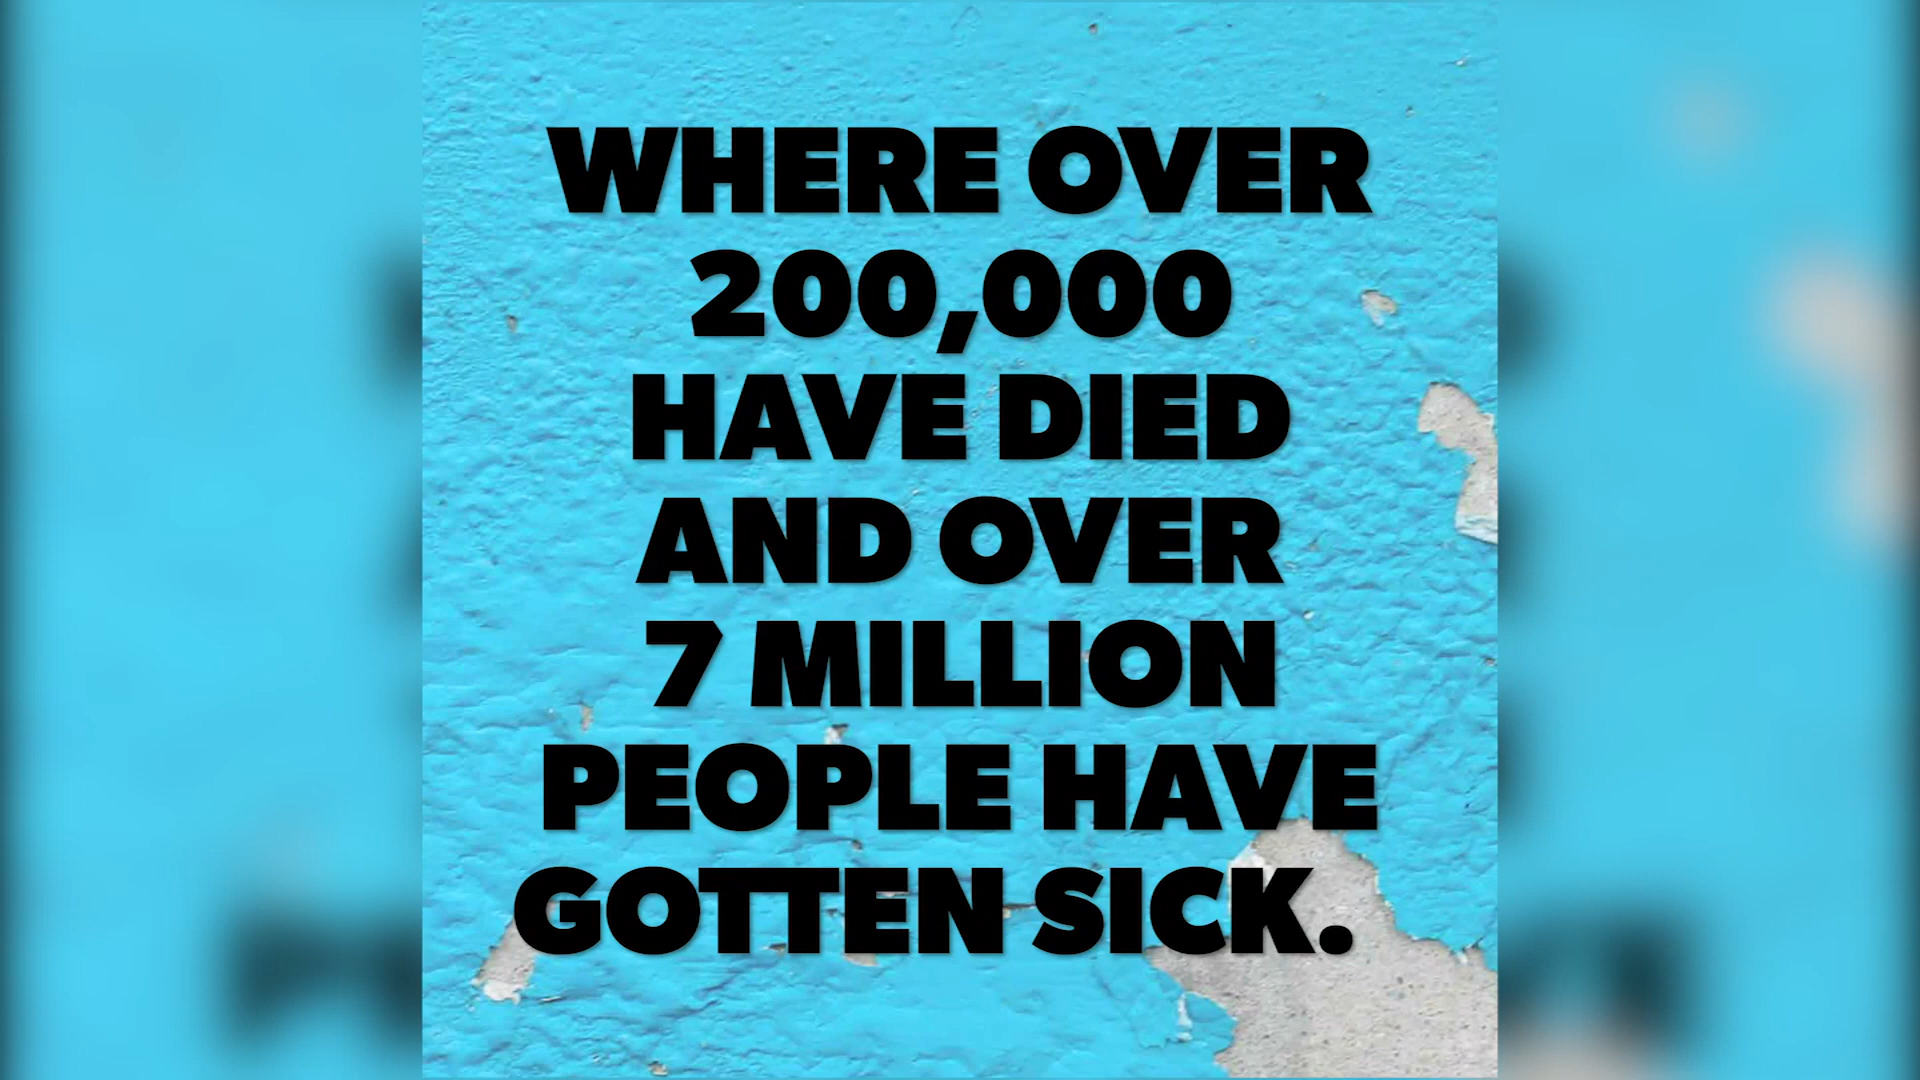 WHERE OVER
200,000
HAVE DIED
AND OVER
7 MILLION
PEOPLE HAVE
GOTTEN SICK.